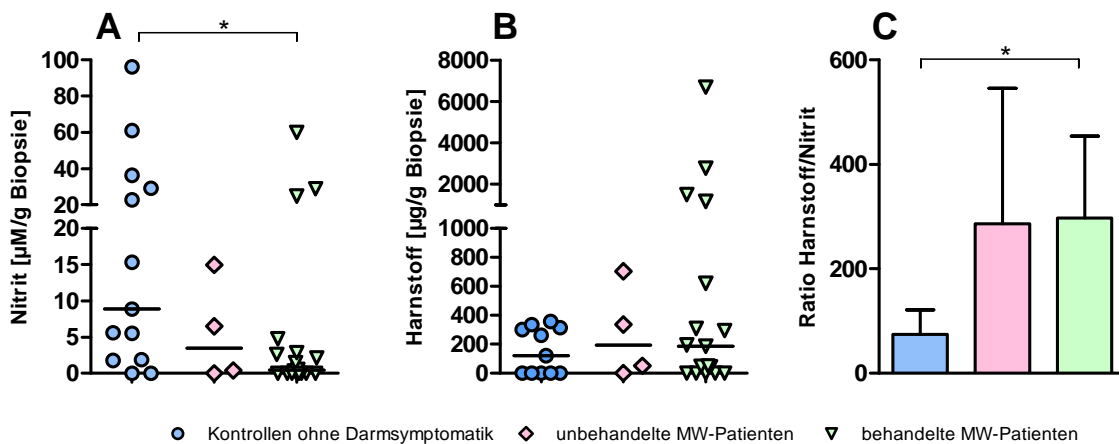 A
B
C
*
*
Nitrit [µM/g Biopsie]
100
80
60
40
20
20
15
10
5
0
Harnstoff [µg/g Biopsie]
8000
6000
4000
2000
1000
800
600
400
200
0
Ratio Harnstoff/Nitrit
600
400
200
0
Kontrollen ohne Darmsymptomatik
unbehandelte MW-Patienten
behandelte MW-Patienten